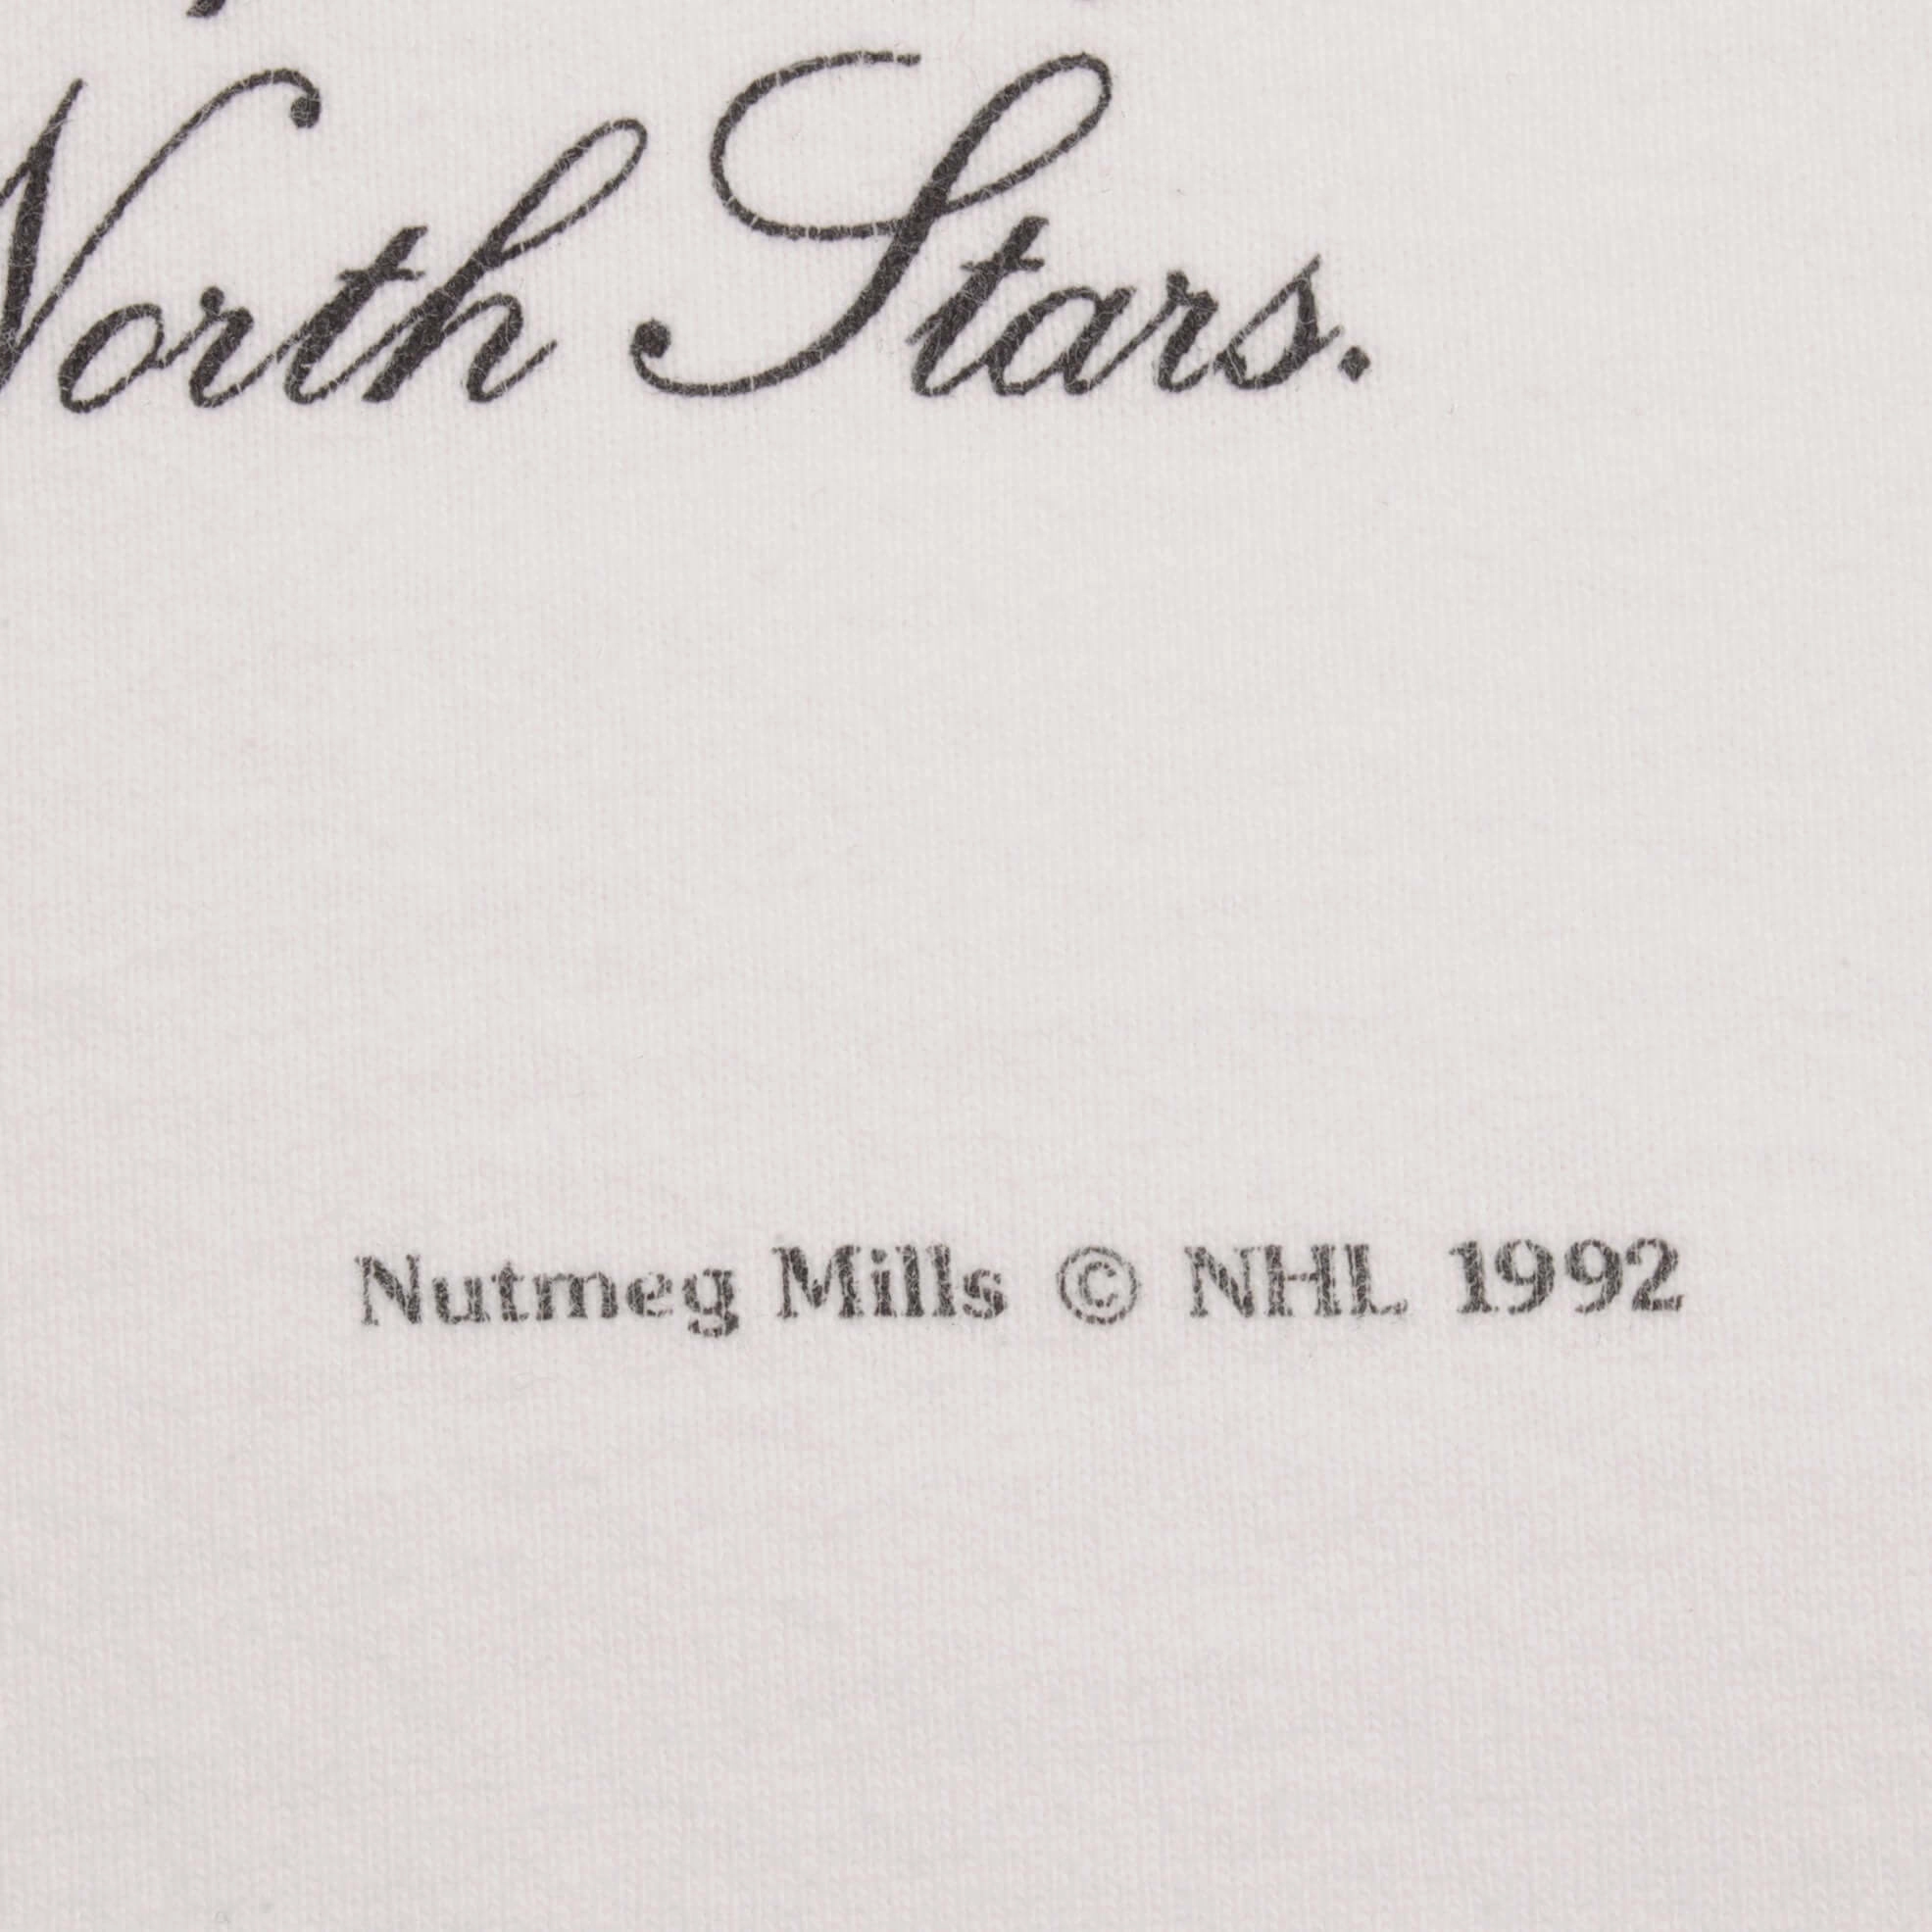 North Stars.
Nutmeg Mills © NHL 1992